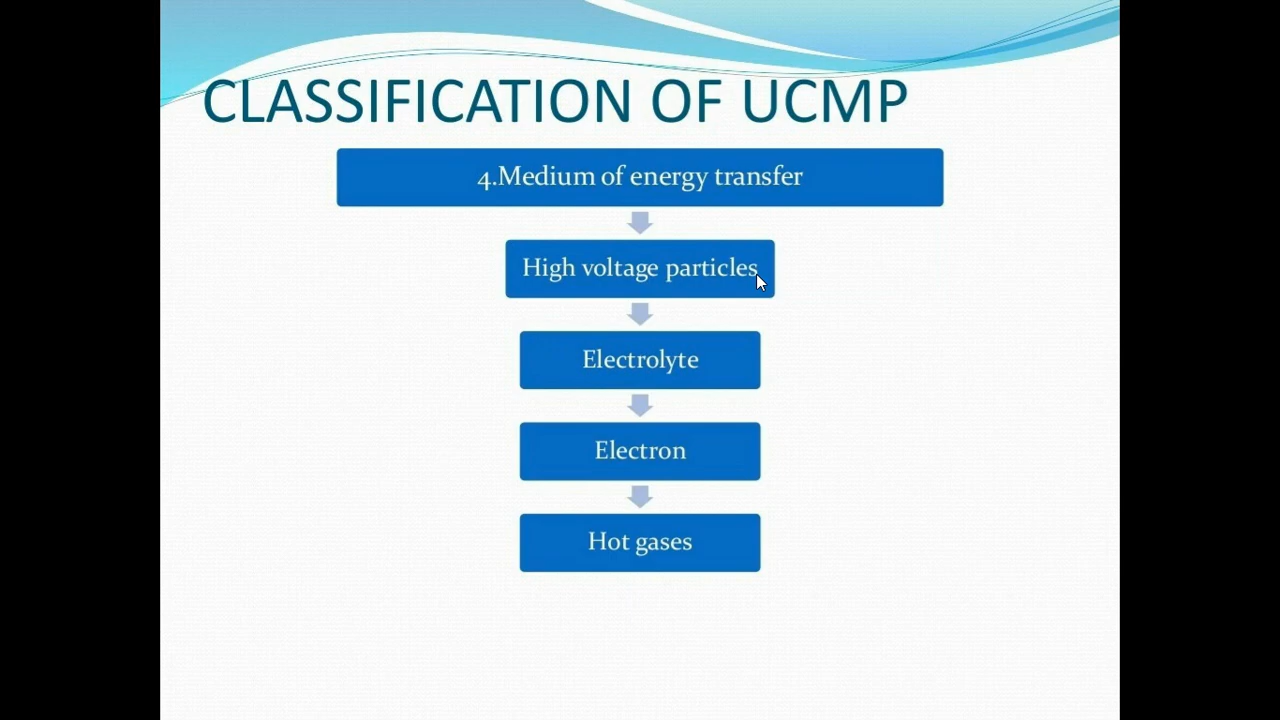 CLASSIFICATION OF UCMP
4.Medium of energy transfer
High voltage particles
Electrolyte
Electron
Hot gases